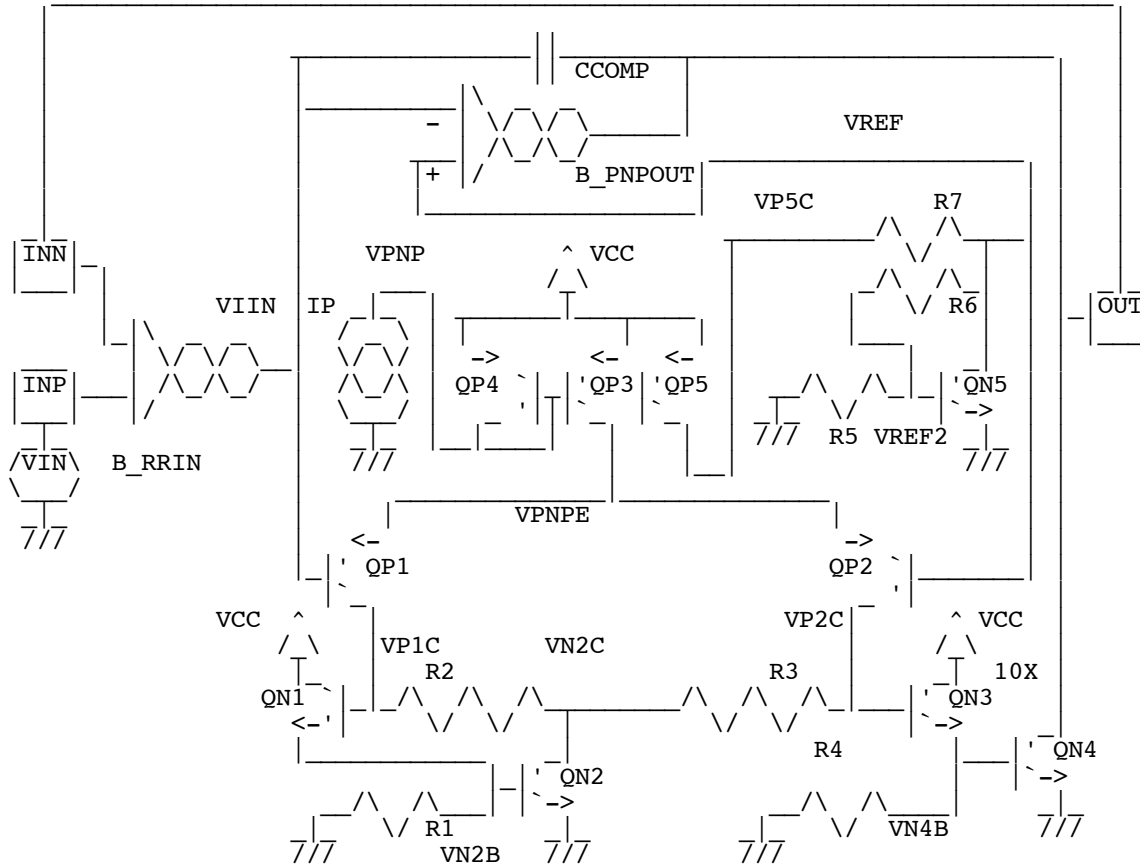 CCOMP
VREF
-
+
B_PNPOUT
VP5C R7
INN VPNP VCC
VIIN IP R6 OUT
INP QP4 QP3 QP5 QN5
R5 VREF2
VIN B_RRIN
VPNPE
QP1 QP2
VCC VP1C VN2C VP2C VCC
R2 R3 10X
QN1 QN3
R4 QN4
QN2
R1 VN4B
VN2B